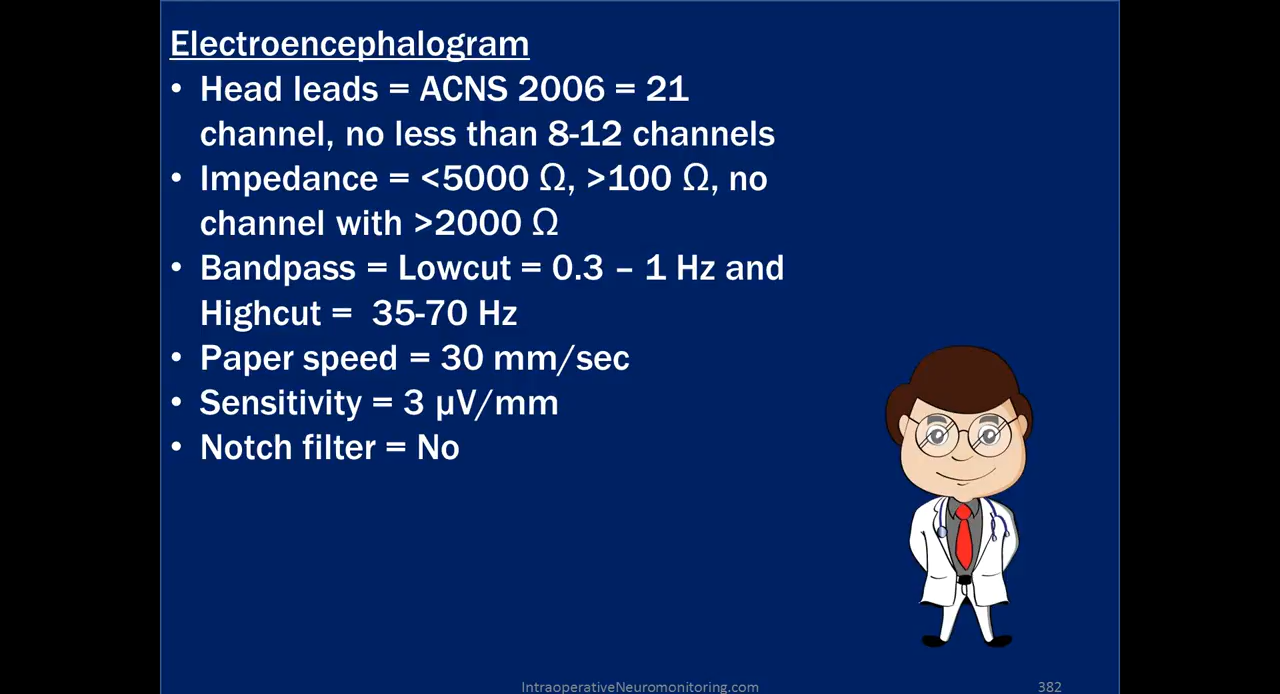 Electroencephalogram
• Head leads = ACNS 2006 = 21
channel, no less than 8-12 channels
• Impedance = <5000 Ω, >100 Ω, no
channel with >2000 Ω
• Bandpass = Lowcut = 0.3 – 1 Hz and
Highcut =  35-70 Hz
• Paper speed = 30 mm/sec
• Sensitivity = 3 µV/mm
• Notch filter = No
IntraoperativeNeuromonitoring.com
382